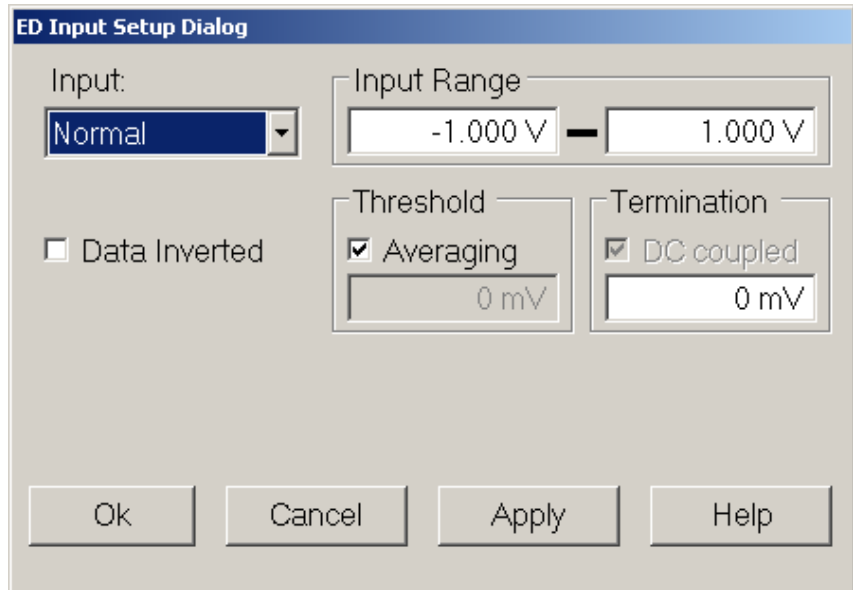 ED Input Setup Dialog
Input:
Normal
Input Range
-1.000 V
1.000 V
Data Inverted
Threshold
Averaging
0 mV
Termination
DC coupled
0 mV
Ok
Cancel
Apply
Help